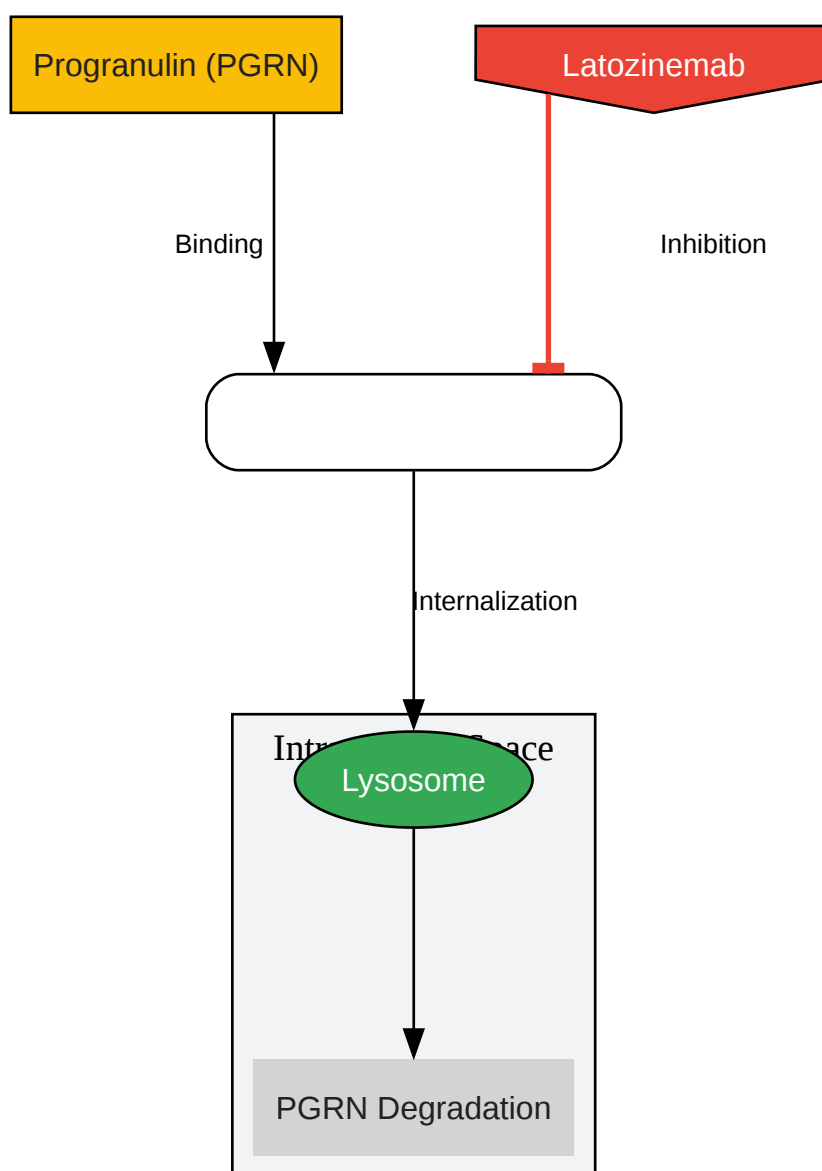 Progranulin (PGRN)
Latozinemab
Binding
Inhibition
Internalization
Lysosome
PGRN Degradation